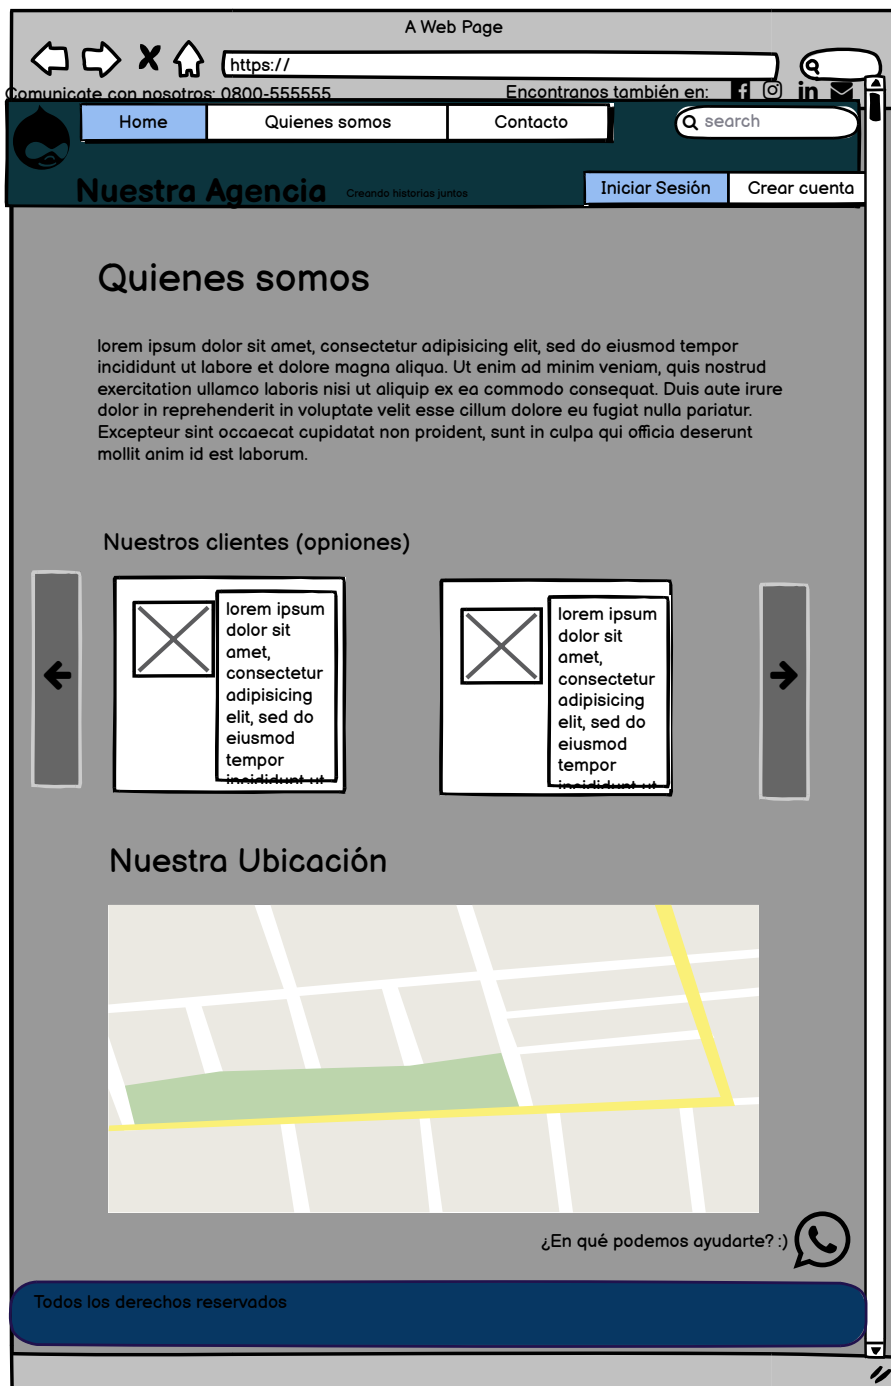 A Web Page
https://
Comunicate con nosotros: 0800-555555
Encontranos también en:
Home
Quienes somos
Contacto
search
Nuestra Agencia
Creando historias juntos
Iniciar Sesión
Crear cuenta
Quienes somos
lorem ipsum dolor sit amet, consectetur adipisicing elit, sed do eiusmod tempor
incididunt ut labore et dolore magna aliqua. Ut enim ad minim veniam, quis nostrud
exercitation ullamco laboris nisi ut aliquip ex ea commodo consequat. Duis aute irure
dolor in reprehenderit in voluptate velit esse cillum dolore eu fugiat nulla pariatur.
Excepteur sint occaecat cupidatat non proident, sunt in culpa qui officia deserunt
mollit anim id est laborum.
Nuestros clientes (opniones)
lorem ipsum
dolor sit
amet,
consectetur
adipisicing
elit, sed do
eiusmod
tempor
incididunt ut
lorem ipsum
dolor sit
amet,
consectetur
adipisicing
elit, sed do
eiusmod
tempor
incididunt ut
Nuestra Ubicación
¿En qué podemos ayudarte? :)
Todos los derechos reservados